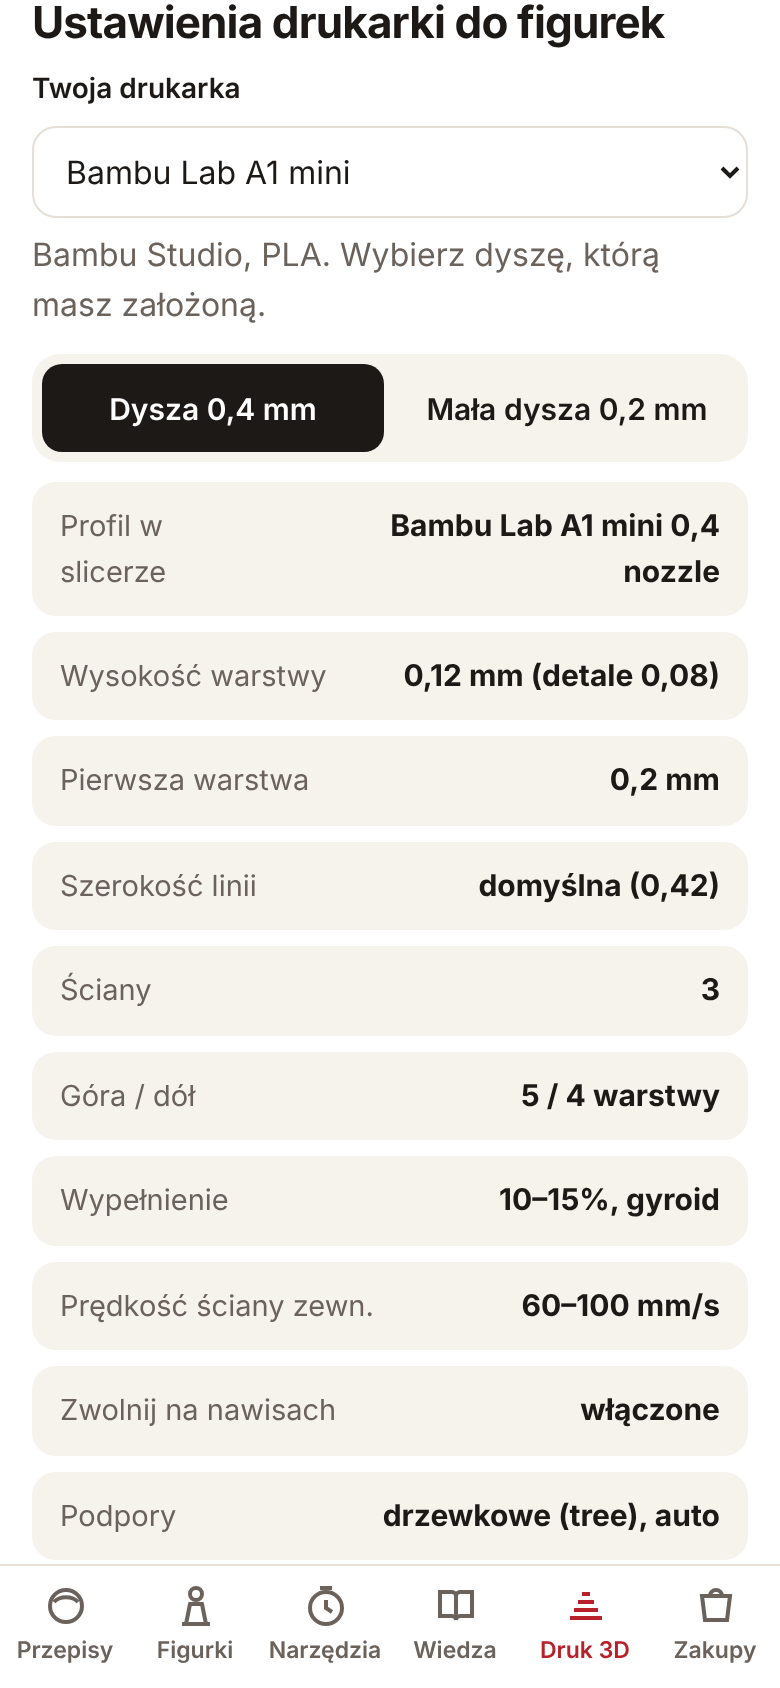 Ustawienia drukarki do figurek
Twoja drukarka
Bambu Lab A1 mini
Bambu Studio, PLA. Wybierz dyszę, którą
masz założoną.
Dysza 0,4 mm
Mała dysza 0,2 mm
Profil w
slicerze
Bambu Lab A1 mini 0,4
nozzle
Wysokość warstwy
0,12 mm (detale 0,08)
Pierwsza warstwa
0,2 mm
Szerokość linii
domyślna (0,42)
Ściany
3
Góra / dół
5 / 4 warstwy
Wypełnienie
10–15%, gyroid
Prędkość ściany zewn.
60–100 mm/s
Zwolnij na nawisach
włączone
Podpory
drzewkowe (tree), auto
Przepisy
Figurki
Narzędzia
Wiedza
Druk 3D
Zakupy